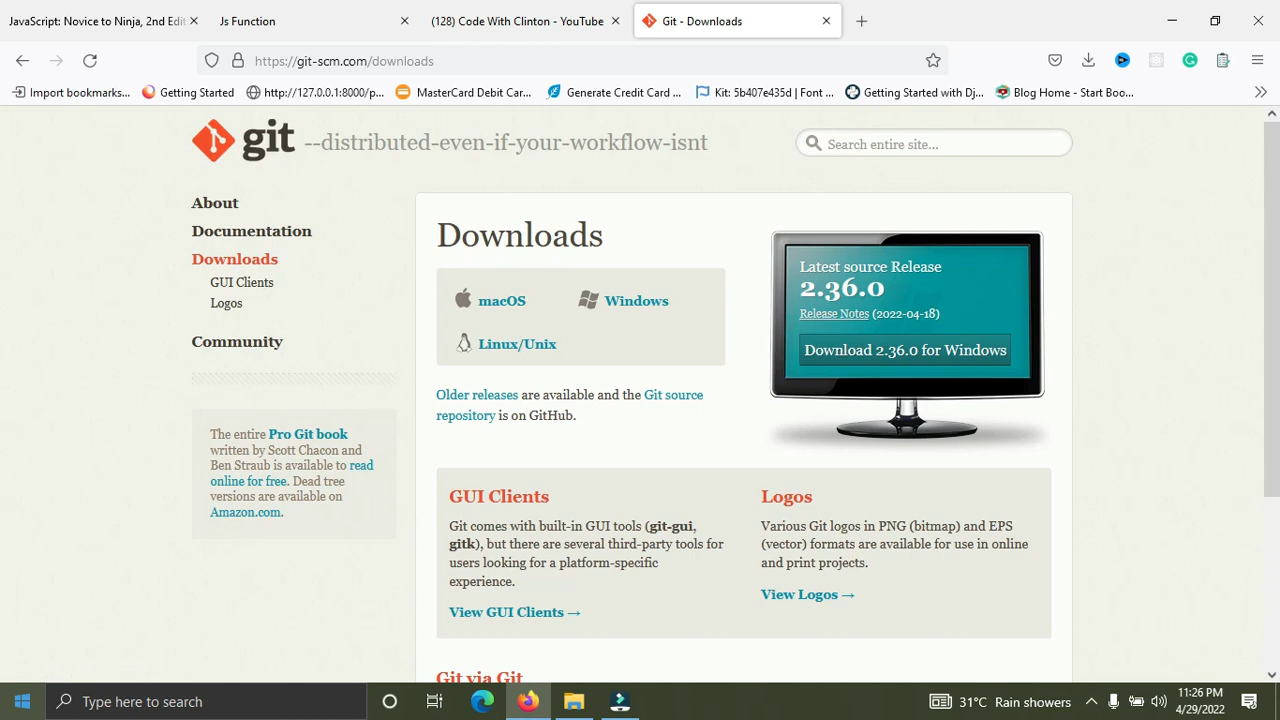 JavaScript: Novice to Ninja, 2nd Edit
Js Function
(128) Code With Clinton - YouTube
Git - Downloads
https://git-scm.com/downloads
Import bookmarks...
Getting Started
http://127.0.0.1:8000/p...
MasterCard Debit Car...
Generate Credit Card ...
Kit: 5b407e435d | Font ...
Getting Started with Dj...
Blog Home - Start Boo...
git --distributed-even-if-your-workflow-isnt
Search entire site...
About
Documentation
Downloads
GUI Clients
Logos
Community
The entire Pro Git book
written by Scott Chacon and
Ben Straub is available to read
online for free. Dead tree
versions are available on
Amazon.com.
Downloads
macOS
Windows
Linux/Unix
Older releases are available and the Git source
repository is on GitHub.
Latest source Release
2.36.0
Release Notes (2022-04-18)
Download 2.36.0 for Windows
GUI Clients
Git comes with built-in GUI tools (git-gui,
gitk), but there are several third-party tools for
users looking for a platform-specific
experience.
View GUI Clients →
Logos
Various Git logos in PNG (bitmap) and EPS
(vector) formats are available for use in online
and print projects.
View Logos →
Git via Git
Type here to search
31°C Rain showers
11:26 PM
4/29/2022